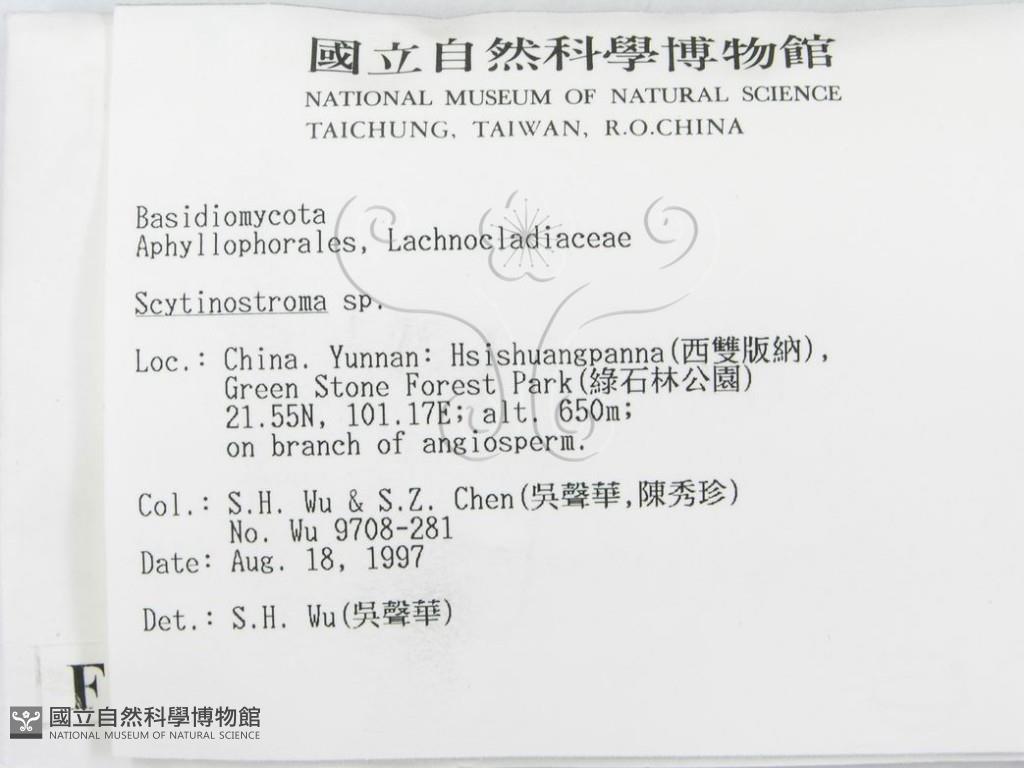 國立自然科學博物館
NATIONAL MUSEUM OF NATURAL SCIENCE
TAICHUNG, TAIWAN, R.O.CHINA
Basidiomycota
Aphyllophorales, Lachnocladiaceae
Scytinostroma sp.
Loc.: China. Yunnan: Hsishuangpanna(西雙版納),
Green Stone Forest Park(綠石林公園)
21.55N, 101.17E; alt. 650m;
on branch of angiosperm.
Col.: S.H. Wu & S.Z. Chen(吳聲華,陳秀珍)
No. Wu 9708-281
Date: Aug. 18, 1997
Det.: S.H. Wu(吳聲華)
F
國立自然科學博物館
NATIONAL MUSEUM OF NATURAL SCIENCE